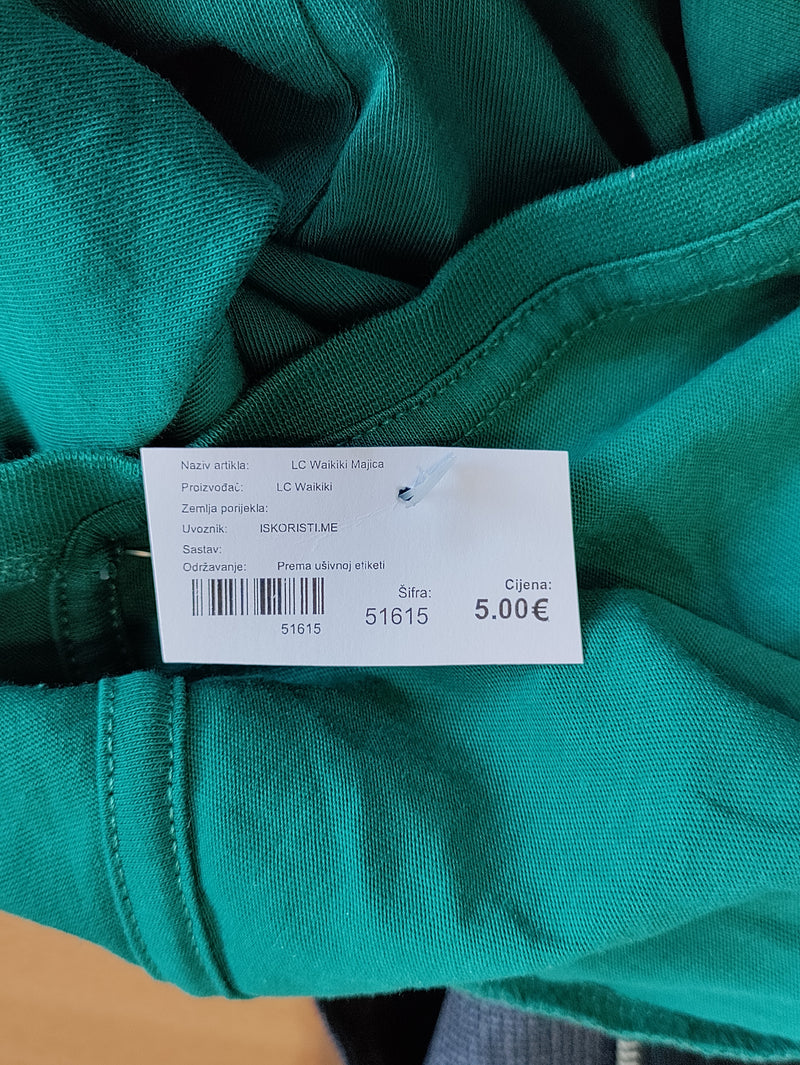 Naziv artikla: LC Waikiki Majica
Proizvođač: LC Waikiki
Zemlja porijekla:
Uvoznik: ISKORISTI.ME
Sastav:
Održavanje: Prema ušivnoj etiketi
Šifra: Cijena:
51615 51615 5.00€